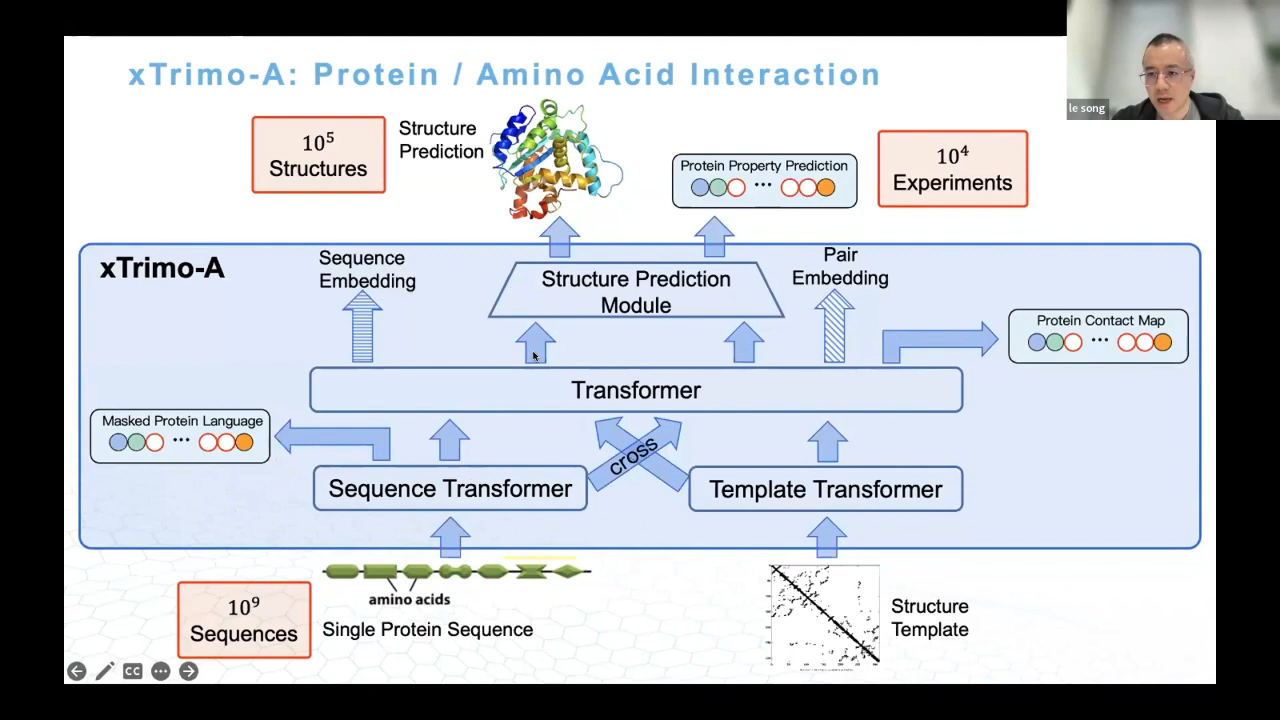 xTrimo-A: Protein / Amino Acid Interaction
le song
10⁵
Structures
Structure
Prediction
Protein Property Prediction
...
10⁴
Experiments
xTrimo-A
Sequence
Embedding
Structure Prediction
Module
Pair
Embedding
Protein Contact Map
...
Transformer
Masked Protein Language
...
cross
Sequence Transformer
Template Transformer
amino acids
10⁹
Sequences
Single Protein Sequence
Structure
Template
CC